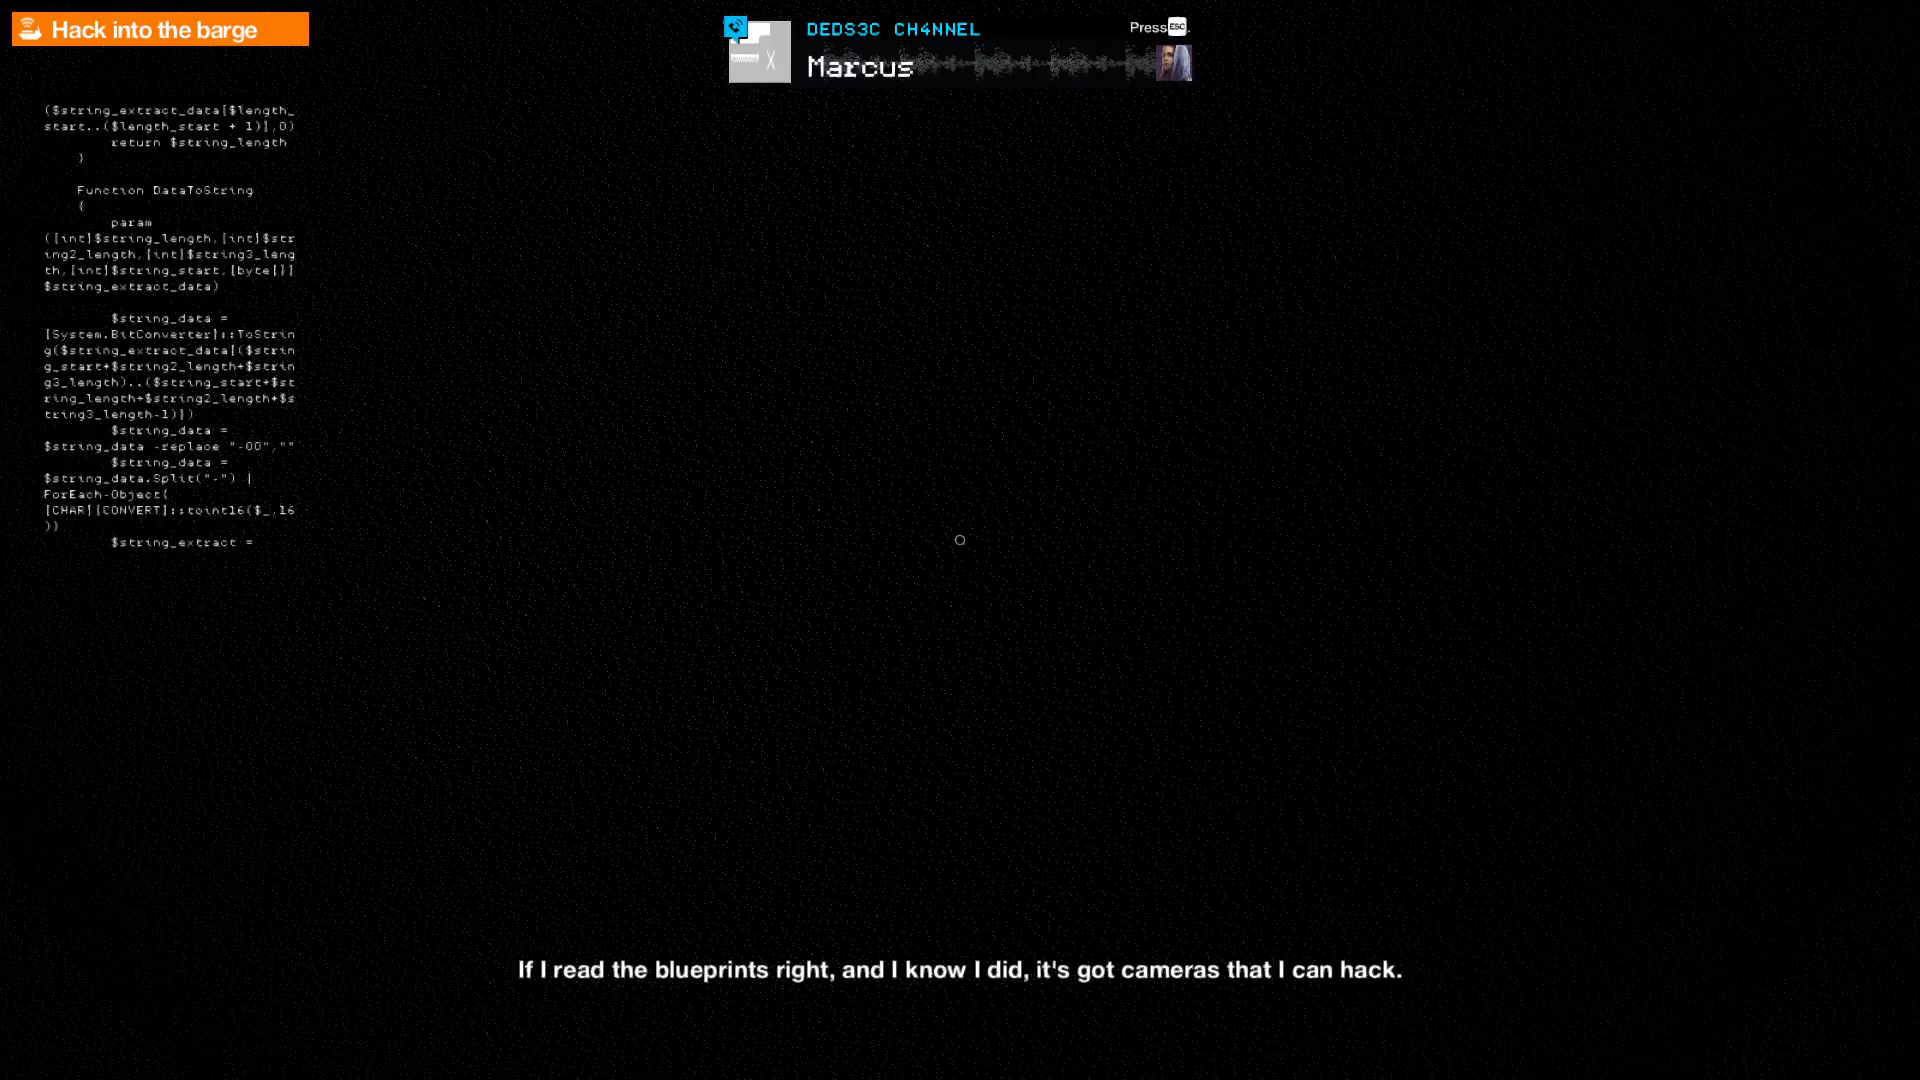 Hack into the barge
DEDS3C CH4NNEL
Press ESC.
Marcus
($string_extract_data[$length_
start..($length_start + 1)],0)
return $string_length
}
Function DataToString
{
param
([int]$string_length,[int]$str
ing2_length,[int]$string3_leng
th,[int]$string_start,[byte[]]
$string_extract_data)
$string_data =
[System.BitConverter]::ToStrin
g($string_extract_data[($strin
g_start+$string2_length+$strin
g3_length)..($string_start+$st
ring_length+$string2_length+$s
tring3_length-1)])
$string_data =
$string_data -replace "-00",""
$string_data =
$string_data.Split("-") |
ForEach-Object{
[CHAR][CONVERT]::toint16($_,16
)}
$string_extract =
If I read the blueprints right, and I know I did, it's got cameras that I can hack.